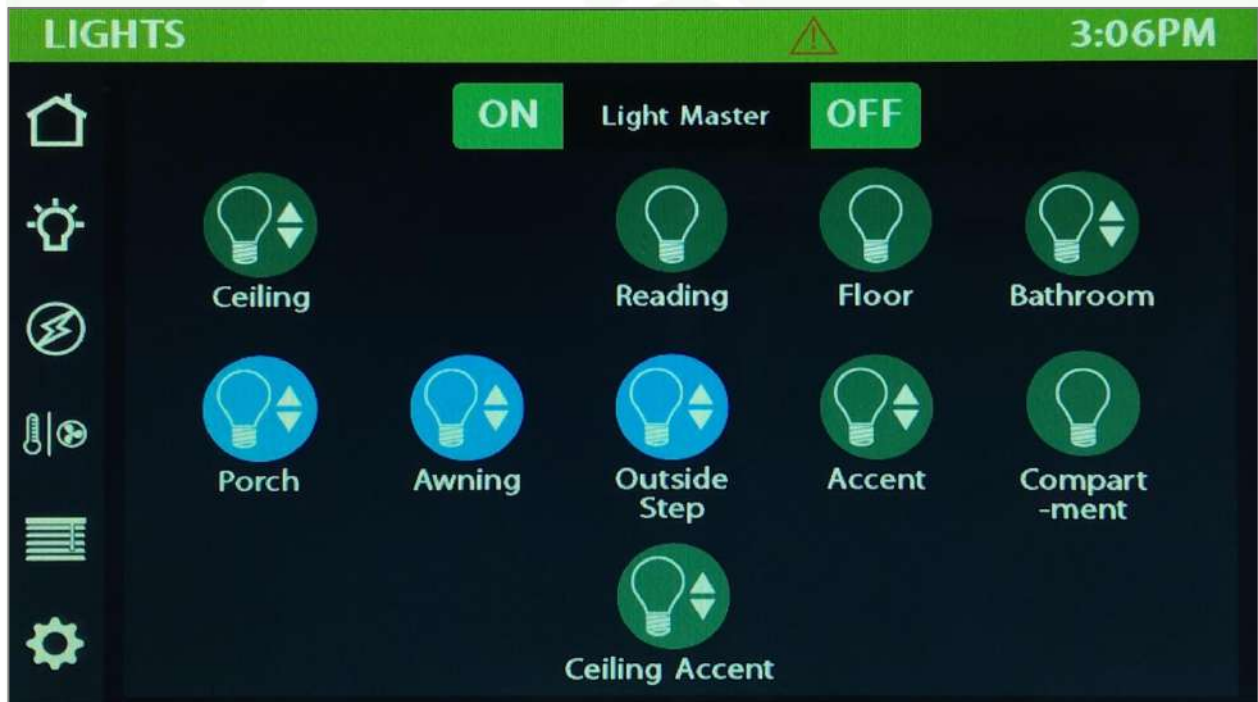 LIGHTS 3:06PM
ON Light Master OFF
Ceiling Reading Floor Bathroom
Porch Awning Outside Step Accent Compart-ment
Ceiling Accent